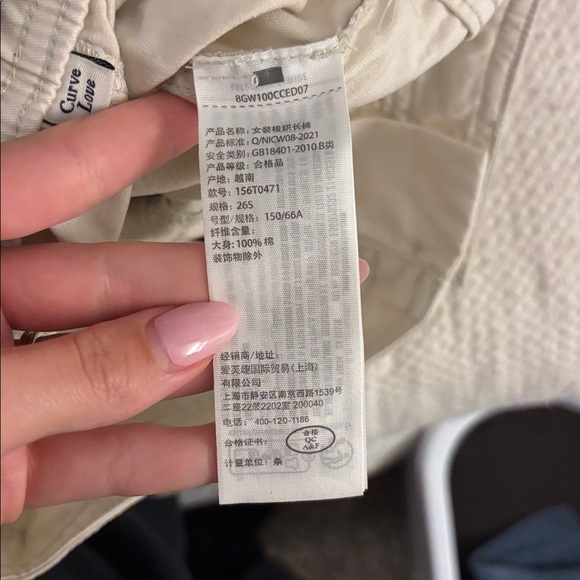 Curve
Love
8GW100CCED07
产品名称: 女装梭织长裤
产品标准: Q/NICW08-2021
安全类别: GB18401-2010 B类
产品等级: 合格品
产地: 越南
款号: 156T0471
规格: 26S
号型/规格: 150/66A
纤维含量:
大身: 100% 棉
装饰物除外
经销商/地址:
爱芙趣国际贸易(上海)
有限公司
上海市静安区南京西路1539号
二座22层2202室 200040
电话: 400-120-1186
合格证书:
合格
QC
A&F
计量单位: 条